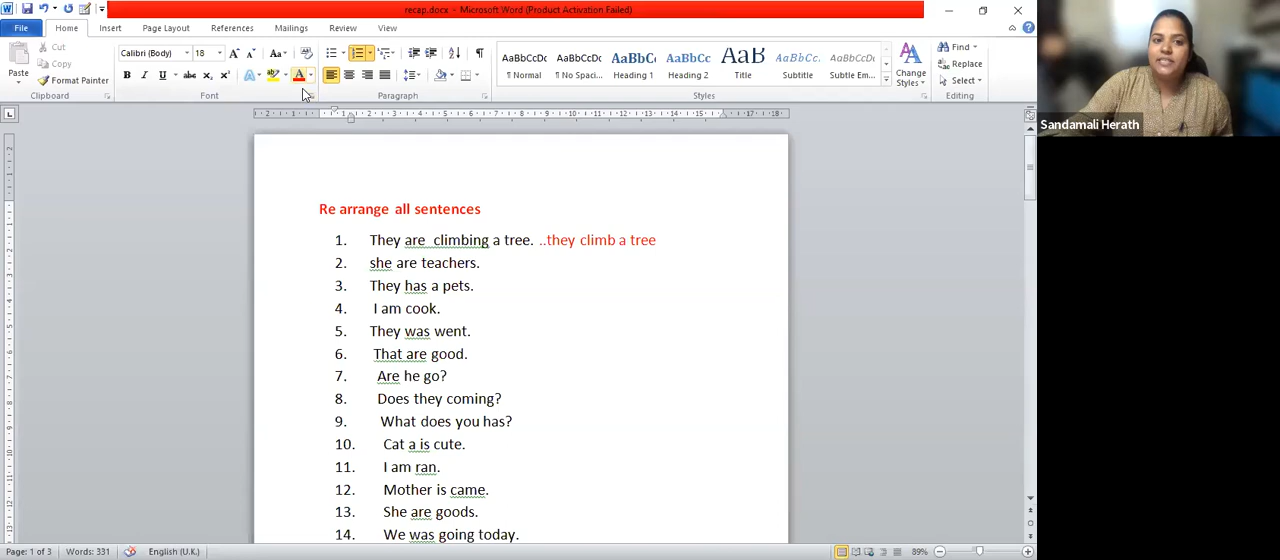 recap.docx - Microsoft Word (Product Activation Failed)
File Home Insert Page Layout References Mailings Review View
Cut
Copy
Paste
Format Painter
Clipboard
Calibri (Body) 18
Font
Paragraph
AaBbCcDc AaBbCcDc AaBbC AaBbCc AaB AaBbCc. AaBbCcDc
¶ Normal ¶ No Spaci... Heading 1 Heading 2 Title Subtitle Subtle Em...
Styles
Change Styles
Find
Replace
Select
Editing
Sandamali Herath
Re arrange all sentences
1. They are climbing a tree. ..they climb a tree
2. she are teachers.
3. They has a pets.
4. I am cook.
5. They was went.
6. That are good.
7. Are he go?
8. Does they coming?
9. What does you has?
10. Cat a is cute.
11. I am ran.
12. Mother is came.
13. She are goods.
14. We was going today.
Page: 1 of 3 Words: 331 English (U.K.) 89%